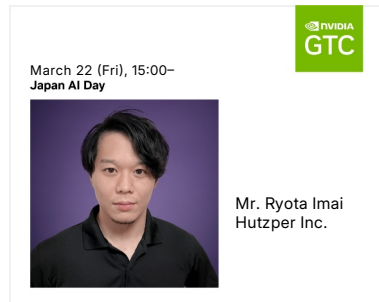 NVIDIA
GTC
March 22 (Fri), 15:00–
Japan AI Day
Mr. Ryota Imai
Hutzper Inc.